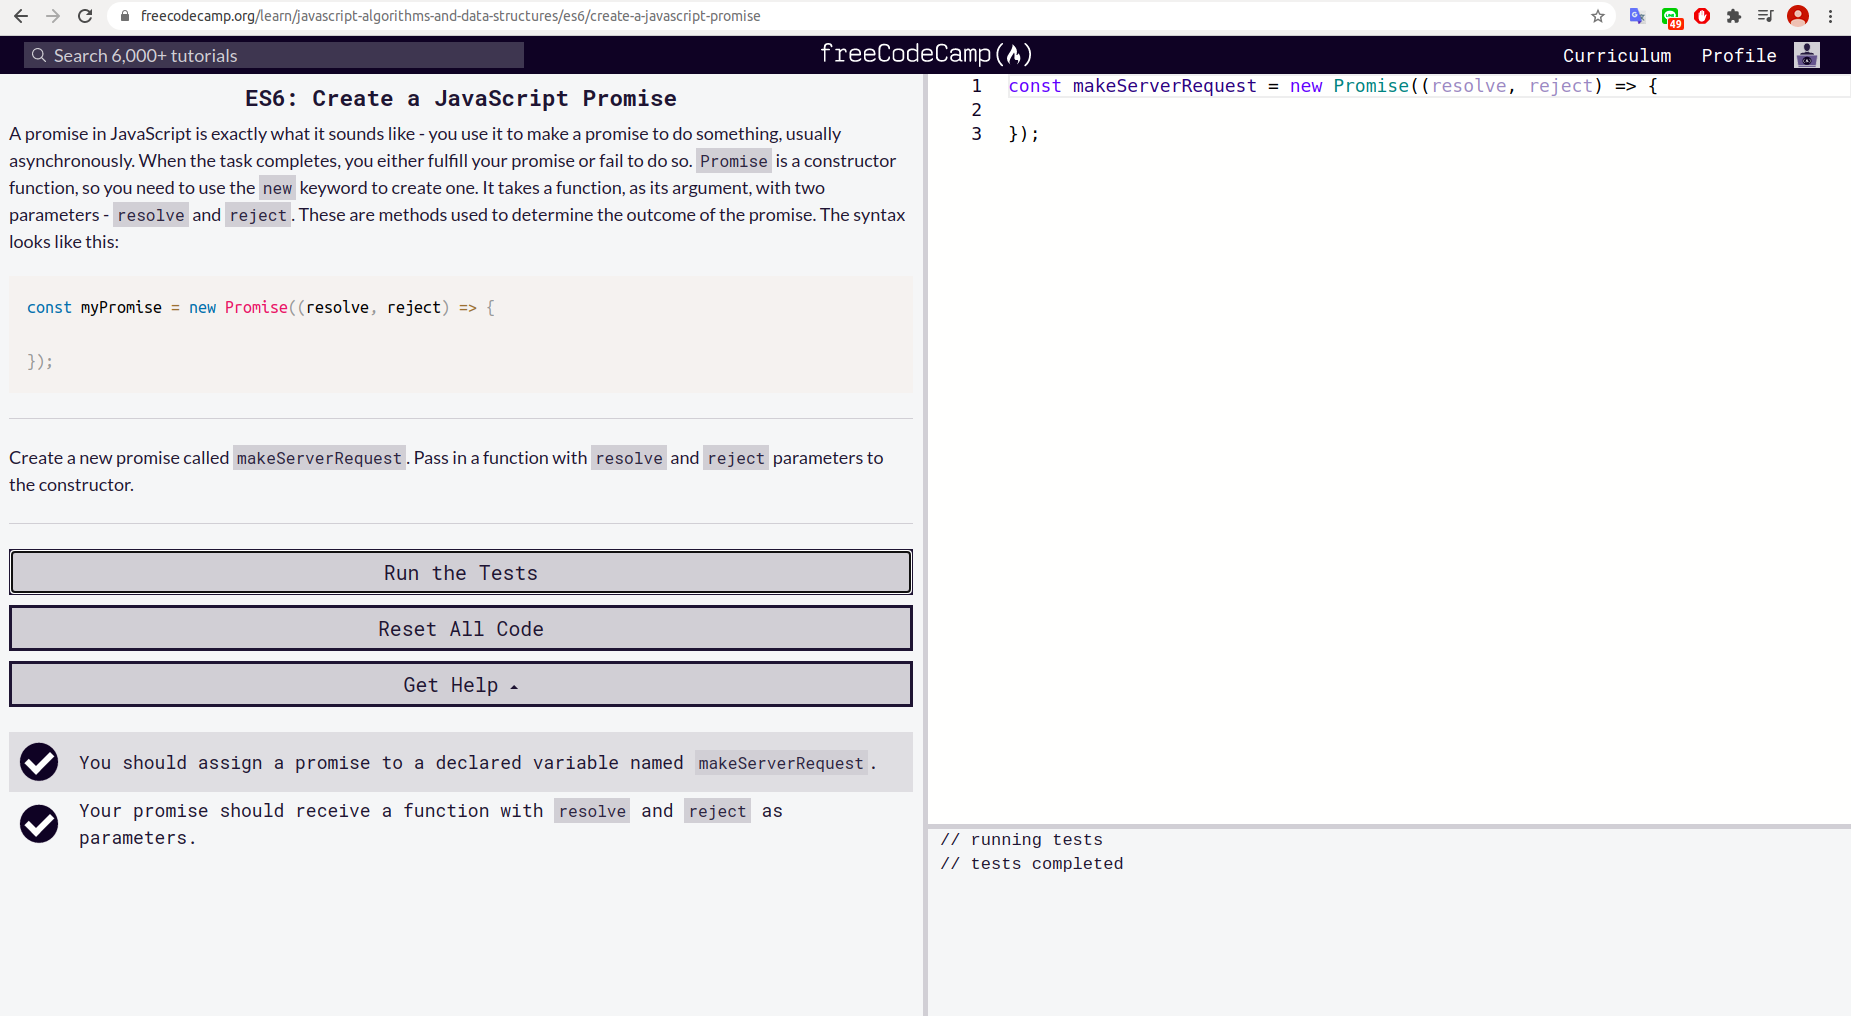 freecodecamp.org/learn/javascript-algorithms-and-data-structures/es6/create-a-javascript-promise
49
Search 6,000+ tutorials
freeCodeCamp(🔥)
Curriculum
Profile
ES6: Create a JavaScript Promise
A promise in JavaScript is exactly what it sounds like - you use it to make a promise to do something, usually
asynchronously. When the task completes, you either fulfill your promise or fail to do so. Promise is a constructor
function, so you need to use the new keyword to create one. It takes a function, as its argument, with two
parameters - resolve and reject. These are methods used to determine the outcome of the promise. The syntax
looks like this:
const myPromise = new Promise((resolve, reject) => {
});
Create a new promise called makeServerRequest. Pass in a function with resolve and reject parameters to
the constructor.
Run the Tests
Reset All Code
Get Help
You should assign a promise to a declared variable named makeServerRequest.
Your promise should receive a function with resolve and reject as
parameters.
1 const makeServerRequest = new Promise((resolve, reject) => {
2
3 });
// running tests
// tests completed